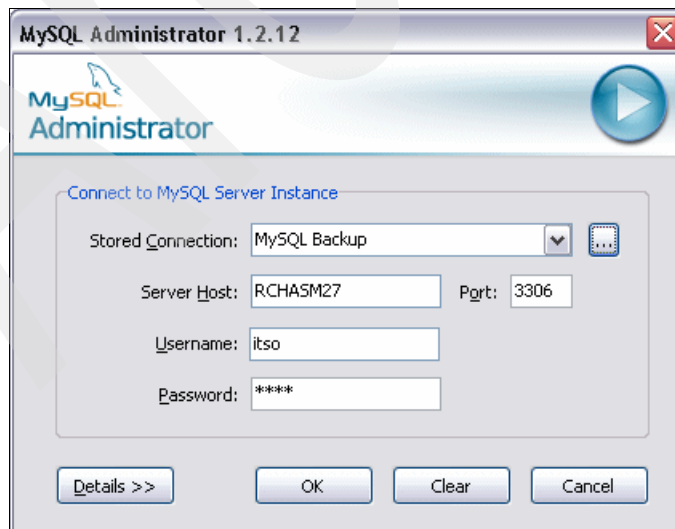 MySQL Administrator 1.2.12
MySQL
Administrator
Connect to MySQL Server Instance
Stored Connection: MySQL Backup ...
Server Host: RCHASM27 Port: 3306
Username: itso
Password: ****
Details >> OK Clear Cancel